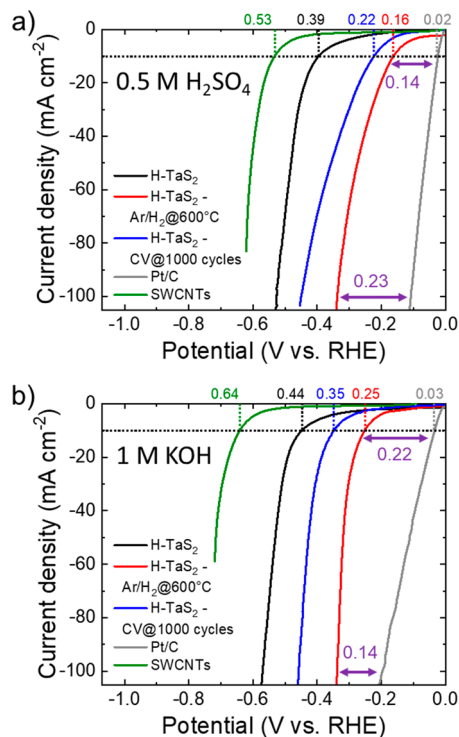 a)
0.53 0.39 0.22 0.16 0.02
0
-20
-40
-60
-80
-100
Current density (mA cm⁻²)
0.5 M H₂SO₄
0.14
H-TaS₂
H-TaS₂ -
Ar/H₂@600°C
H-TaS₂ -
CV@1000 cycles
Pt/C
SWCNTs
0.23
-1.0 -0.8 -0.6 -0.4 -0.2 0.0
Potential (V vs. RHE)
b)
0.64 0.44 0.35 0.25 0.03
0
-20
-40
-60
-80
-100
Current density (mA cm⁻²)
1 M KOH
0.22
H-TaS₂
H-TaS₂ -
Ar/H₂@600°C
H-TaS₂ -
CV@1000 cycles
Pt/C
SWCNTs
0.14
-1.0 -0.8 -0.6 -0.4 -0.2 0.0
Potential (V vs. RHE)